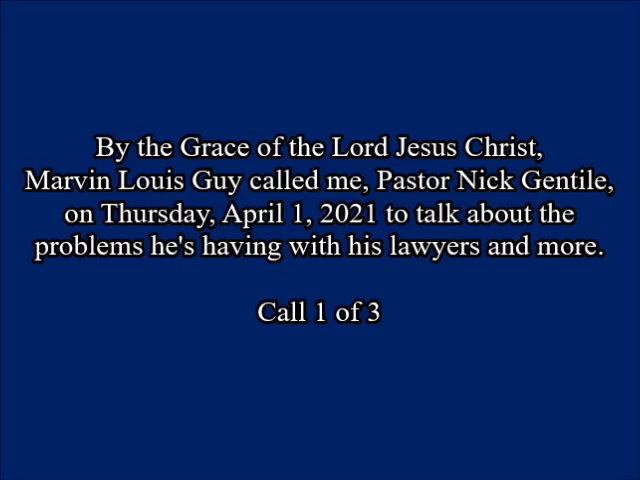 By the Grace of the Lord Jesus Christ,
Marvin Louis Guy called me, Pastor Nick Gentile,
on Thursday, April 1, 2021 to talk about the
problems he's having with his lawyers and more.
Call 1 of 3